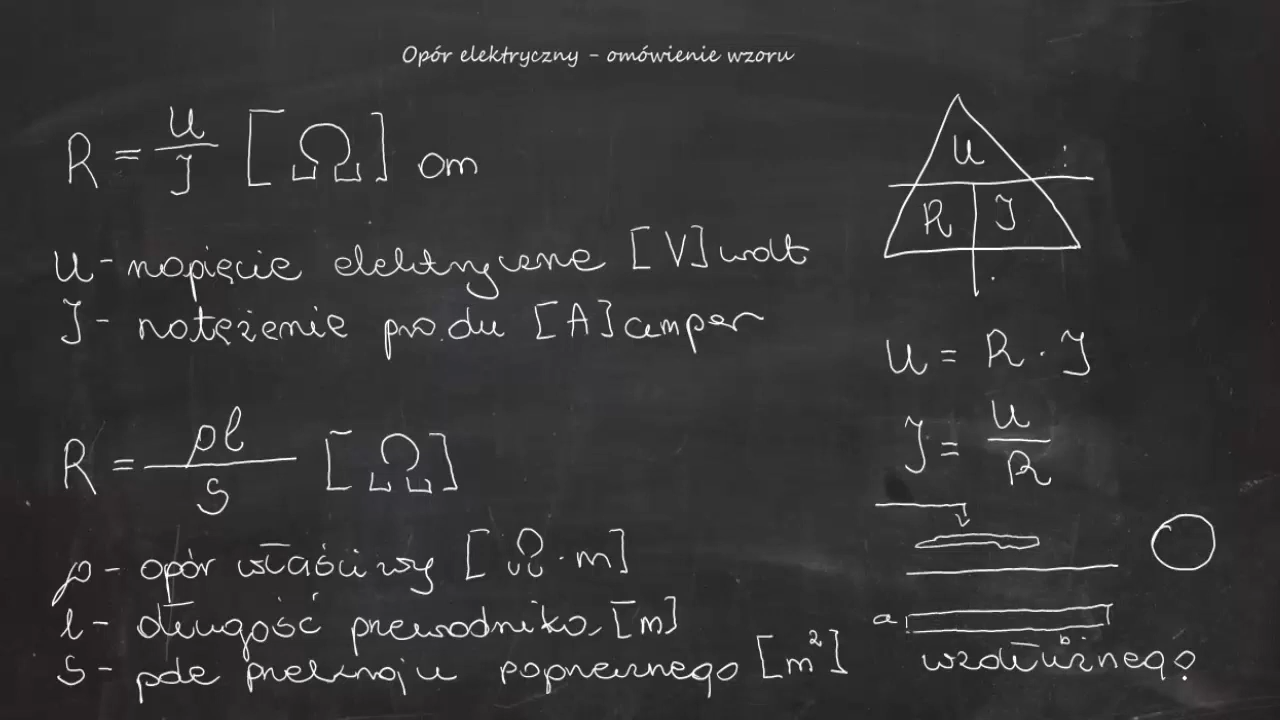 Opór elektryczny - omówienie wzoru
R = U/I [Ω] om
U - napięcie elektryczne [V] wolt
I - natężenie prądu [A] amper
R = ρl/S [Ω]
ρ - opór właściwy [Ω·m]
l - długość przewodnika [m]
S - pole przekroju poprzecznego [m²]
U :
R I
·
U = R · I
I = U/R
a
b
wzdłużnego